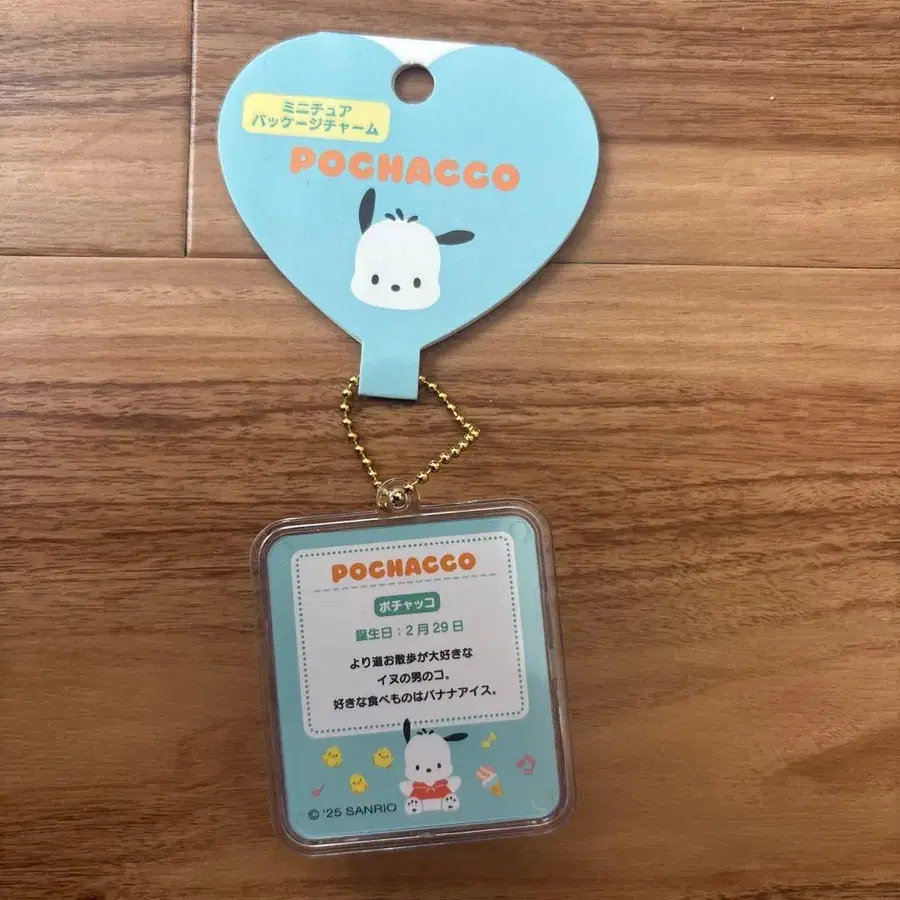 ミニチュア
パッケージチャーム
POCHACCO
POCHACCO
ポチャッコ
誕生日：2月29日
より道お散歩が大好きな
イヌの男のコ。
好きな食べものはバナナアイス。
© '25 SANRIO